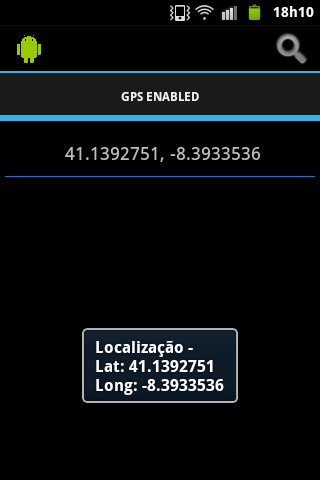 18h10
GPS ENABLED
41.1392751, -8.3933536
Localização -
Lat: 41.1392751
Long: -8.3933536